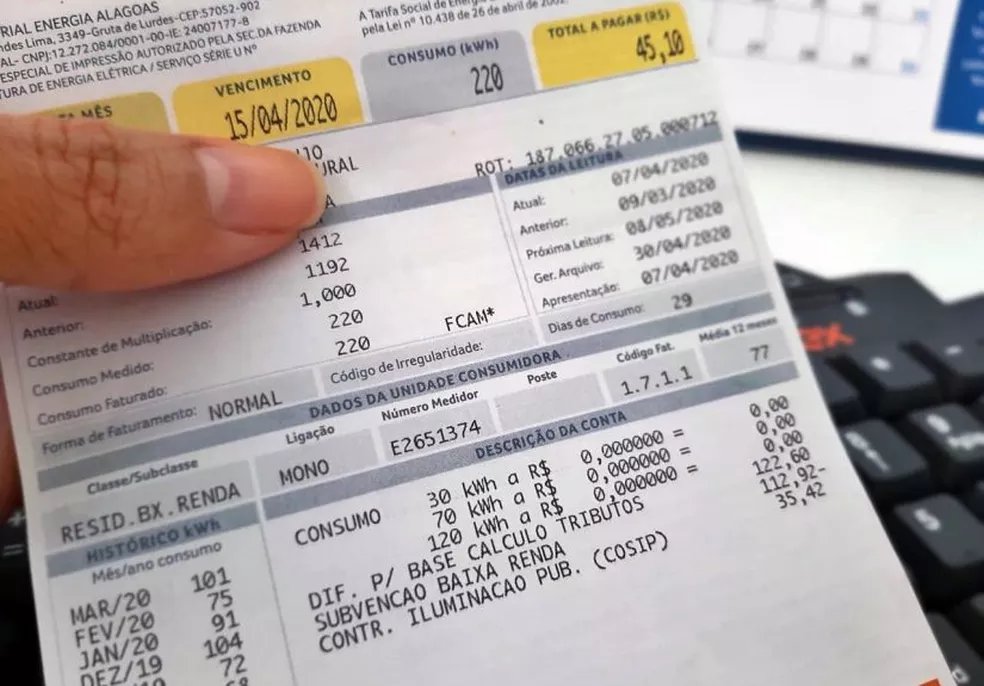 RIAL ENERGIA ALAGOAS
des Lima, 3349-Gruta de Lurdes-CEP:57052-902
AL- CNPJ:12.272.084/0001-00-IE: 24007177-B
ESPECIAL DE IMPRESSÃO AUTORIZADO PELA SEC.DA FAZENDA
TURA DE ENERGIA ELÉTRICA / SERVIÇO SÉRIE U Nº
A Tarifa Social de
pela Lei nº 10.438 de 26 de abril de 2002.
MÊS
VENCIMENTO
15/04/2020
CONSUMO (kWh)
220
TOTAL A PAGAR (R$)
45,10
URAL
ROT: 187.066.27.05.000712
DATAS DA LEITURA
Atual: 07/04/2020
Anterior: 09/03/2020
Próxima Leitura: 08/05/2020
Ger. Arquivo: 30/04/2020
Apresentação: 07/04/2020
Dias de Consumo: 29
Atual: 1412
Anterior: 1192
Constante de Multiplicação: 1,000
Consumo Medido: 220
Consumo Faturado: 220
FCAM*
Forma de Faturamento: NORMAL
Código de Irregularidade:
DADOS DA UNIDADE CONSUMIDORA
Classe/Subclasse Ligação Número Medidor Poste Código Fat. Média 12 meses
RESID.BX.RENDA MONO E2651374 1.7.1.1 77
HISTÓRICO kWh
Mês/ano consumo
MAR/20 101
FEV/20 75
JAN/20 91
DEZ/19 104
72
68
DESCRIÇÃO DA CONTA
CONSUMO 30 kWh a R$ 0,000000 = 0,00
70 kWh a R$ 0,000000 = 0,00
120 kWh a R$ 0,000000 = 0,00
DIF. P/ BASE CALCULO TRIBUTOS 122,60
SUBVENCAO BAIXA RENDA 112,92-
CONTR. ILUMINACAO PUB. (COSIP) 35,42